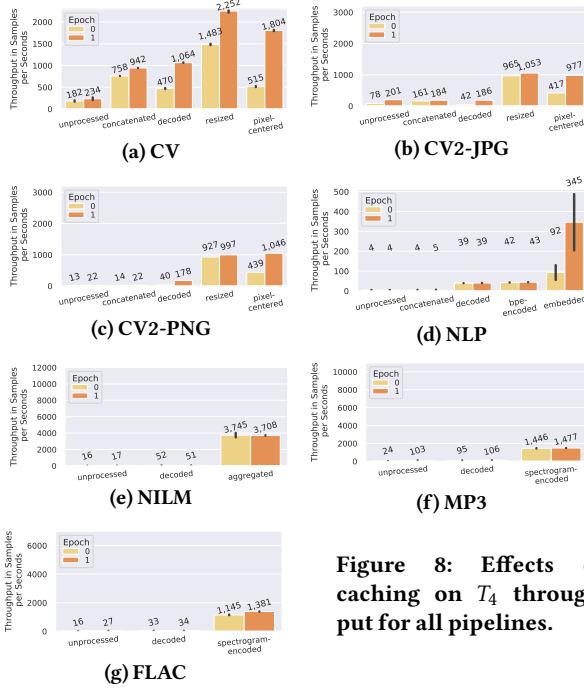 Throughput in Samples
per Seconds
2000
1500
1000
500
0
Epoch
0
1
182 234
758 942
470 1,064
1,483 2,252
515 1,804
unprocessed concatenated decoded resized pixel-
centered
(a) CV
Throughput in Samples
per Seconds
3000
2000
1000
0
Epoch
0
1
78 201
161 184
42 186
965 1,053
417 977
unprocessed concatenated decoded resized pixel-
centered
(b) CV2-JPG
Throughput in Samples
per Seconds
3000
2000
1000
0
Epoch
0
1
13 22
14 22
40 178
927 997
439 1,046
unprocessed concatenated decoded resized pixel-
centered
(c) CV2-PNG
Throughput in Samples
per Seconds
500
400
300
200
100
0
Epoch
0
1
4 4
4 5
39 39
42 43
92 345
unprocessed concatenated decoded bpe-
encoded embedded
(d) NLP
Throughput in Samples
per Seconds
12000
10000
8000
6000
4000
2000
0
Epoch
0
1
16 17
52 51
3,745 3,708
unprocessed decoded aggregated
(e) NILM
Throughput in Samples
per Seconds
10000
8000
6000
4000
2000
0
Epoch
0
1
24 103
95 106
1,446 1,477
unprocessed decoded spectrogram-
encoded
(f) MP3
Throughput in Samples
per Seconds
6000
4000
2000
0
Epoch
0
1
16 27
33 34
1,145 1,381
unprocessed decoded spectrogram-
encoded
(g) FLAC
Figure 8: Effects
caching on T4 throug
put for all pipelines.